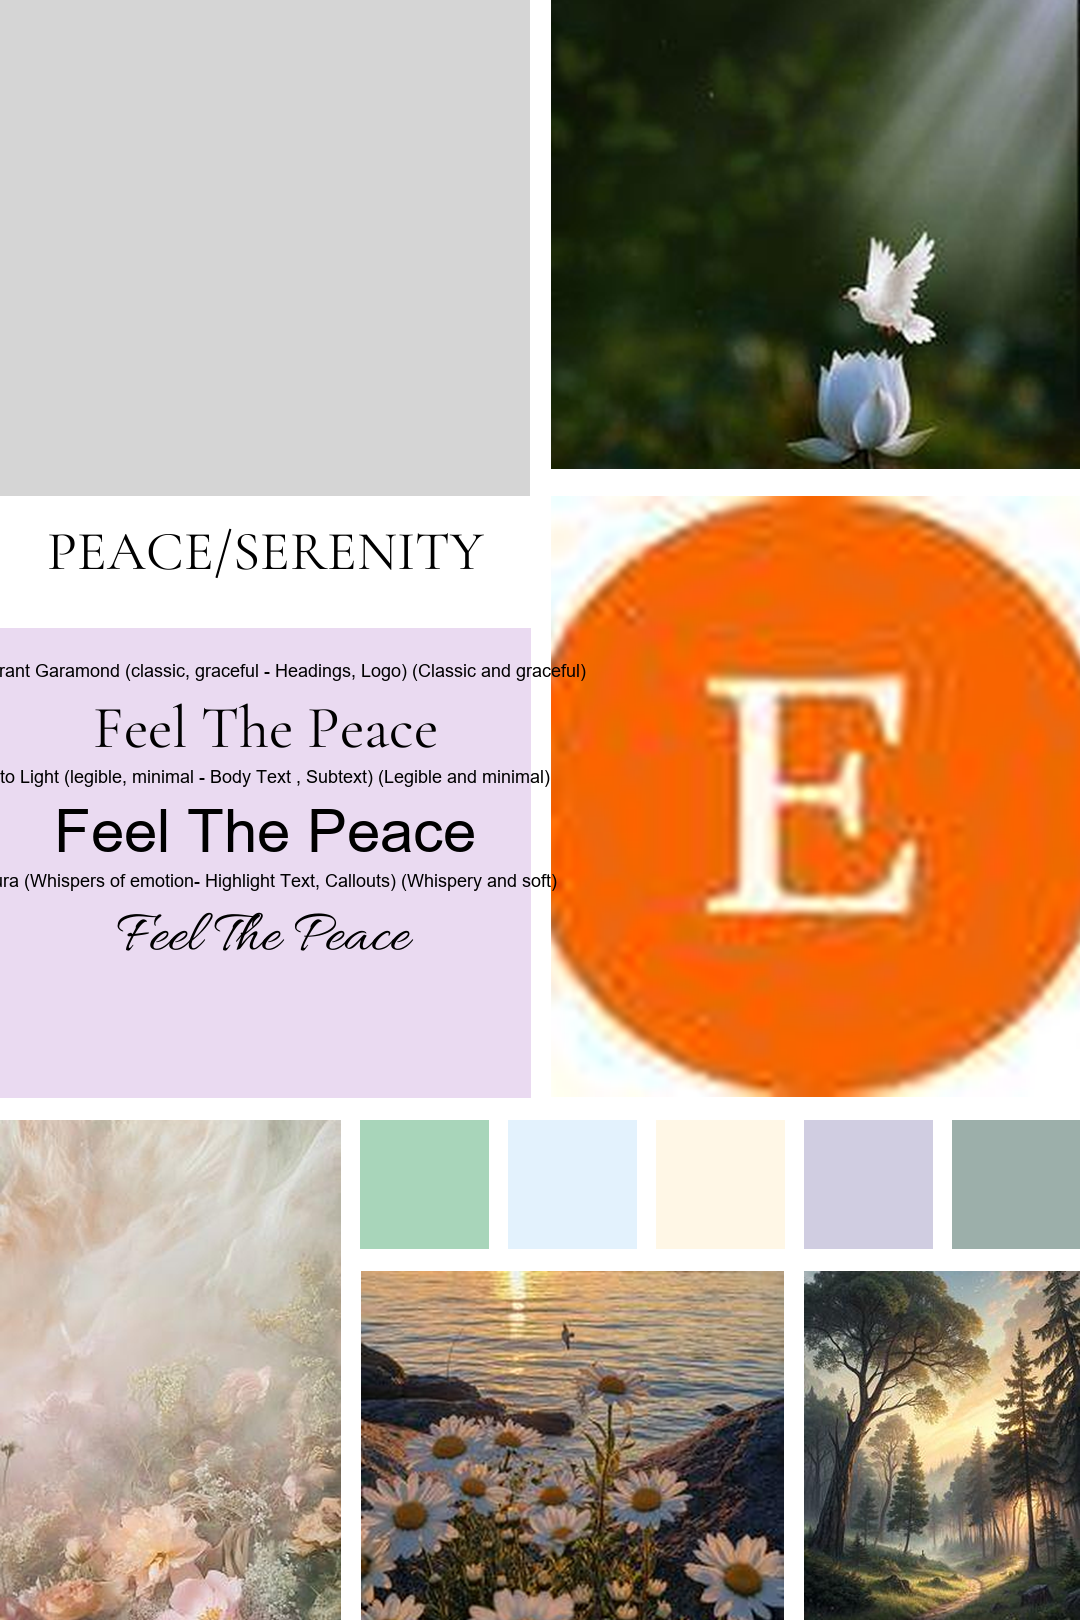 PEACE/SERENITY
rant Garamond (classic, graceful - Headings, Logo) (Classic and graceful)
Feel The Peace
to Light (legible, minimal - Body Text , Subtext) (Legible and minimal)
Feel The Peace
ura (Whispers of emotion- Highlight Text, Callouts) (Whispery and soft)
Feel The Peace
E